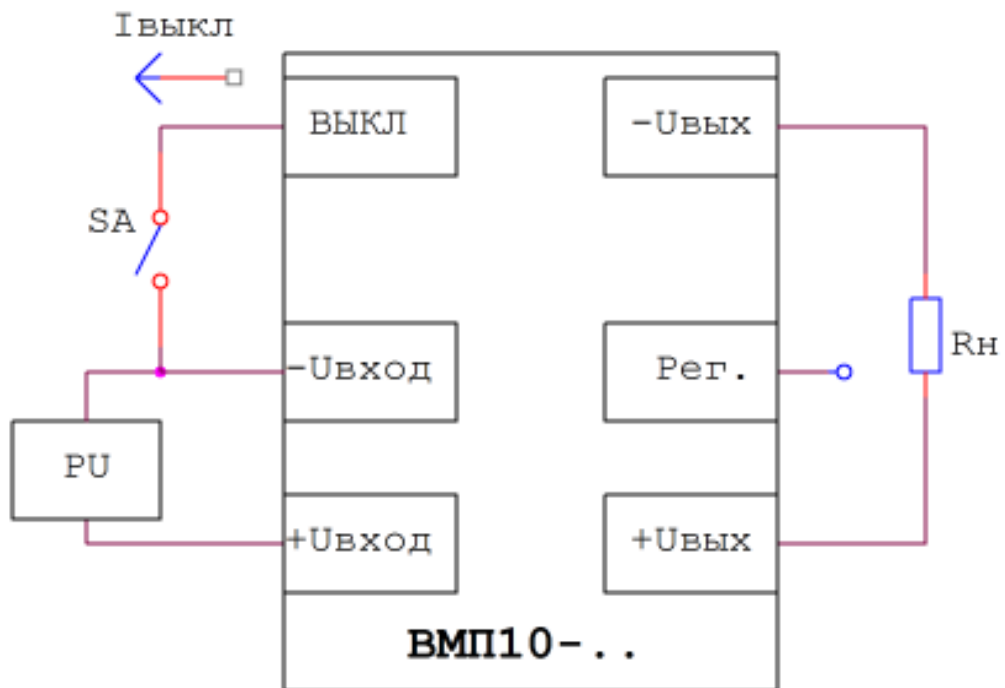 Iвыкл
ВЫКЛ
-Uвых
SA
-Uвход
Рег.
Rн
PU
+Uвход
+Uвых
ВМП10-..